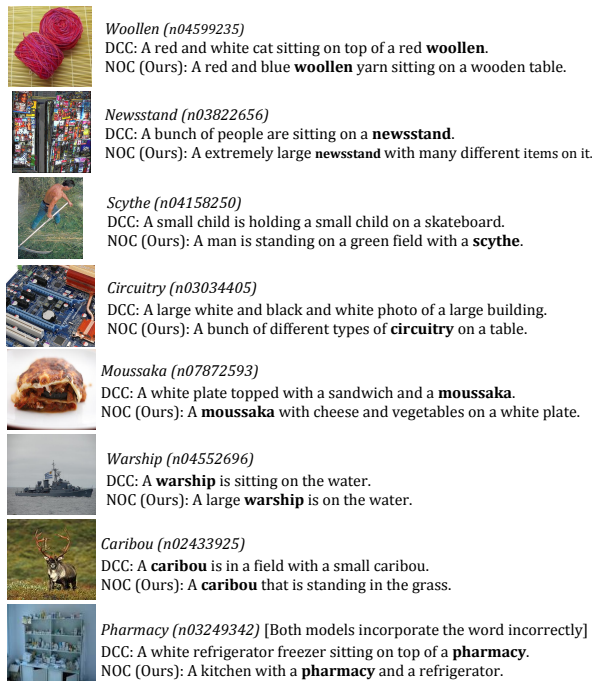 Woollen (n04599235)
DCC: A red and white cat sitting on top of a red woollen.
NOC (Ours): A red and blue woollen yarn sitting on a wooden table.
Newsstand (n03822656)
DCC: A bunch of people are sitting on a newsstand.
NOC (Ours): A extremely large newsstand with many different items on it.
Scythe (n04158250)
DCC: A small child is holding a small child on a skateboard.
NOC (Ours): A man is standing on a green field with a scythe.
Circuitry (n03034405)
DCC: A large white and black and white photo of a large building.
NOC (Ours): A bunch of different types of circuitry on a table.
Moussaka (n07872593)
DCC: A white plate topped with a sandwich and a moussaka.
NOC (Ours): A moussaka with cheese and vegetables on a white plate.
Warship (n04552696)
DCC: A warship is sitting on the water.
NOC (Ours): A large warship is on the water.
Caribou (n02433925)
DCC: A caribou is in a field with a small caribou.
NOC (Ours): A caribou that is standing in the grass.
Pharmacy (n03249342) [Both models incorporate the word incorrectly]
DCC: A white refrigerator freezer sitting on top of a pharmacy.
NOC (Ours): A kitchen with a pharmacy and a refrigerator.